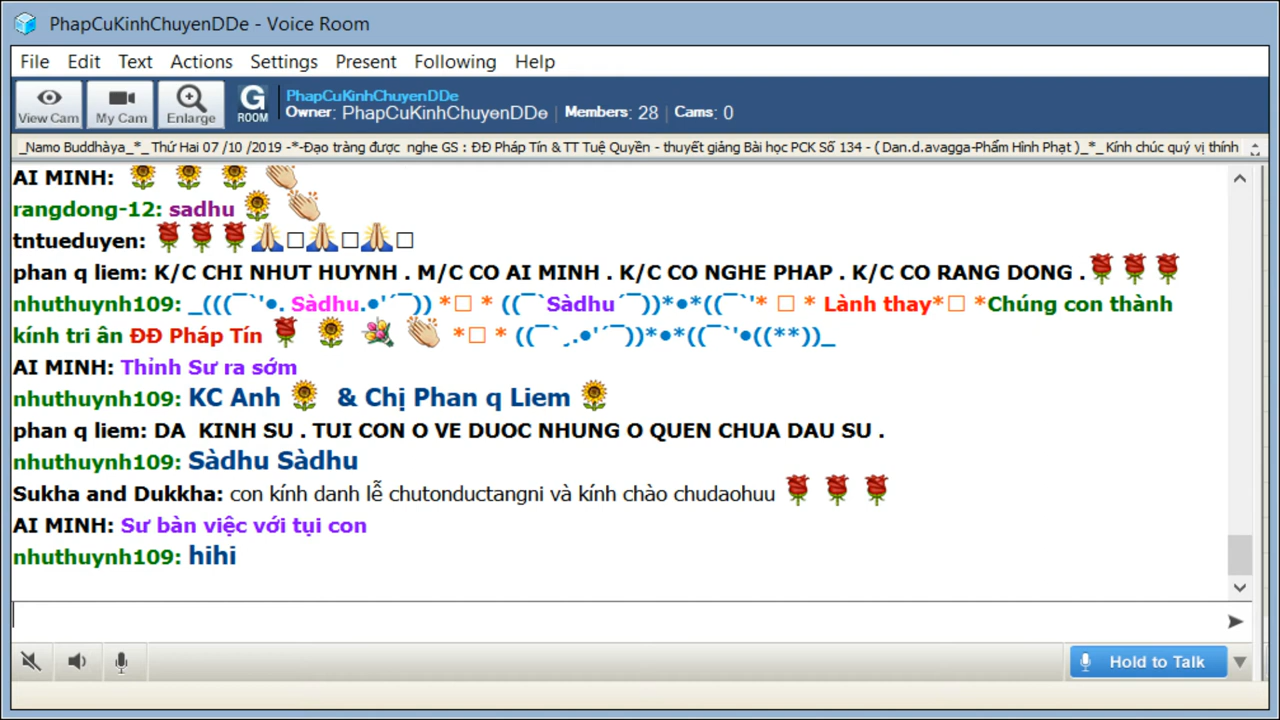 PhapCuKinhChuyenDDe - Voice Room
File Edit Text Actions Settings Present Following Help
View Cam My Cam Enlarge G ROOM PhapCuKinhChuyenDDe
Owner: PhapCuKinhChuyenDDe | Members: 28 | Cams: 0
_Namo Buddhàya_*_ Thứ Hai 07 /10 /2019 -*-Đạo tràng được nghe GS : ĐĐ Pháp Tín & TT Tuệ Quyền - thuyết giảng Bài học PCK Số 134 - ( Dan.d.avagga-Phẩm Hình Phạt )_*_ Kính chúc quý vị thính
AI MINH: 🌻 🌻 🌻 👏
rangdong-12: sadhu 🌻 👏
tntueduyen: 🌹🌹🌹🙏□🙏□🙏□
phan q liem: K/C CHI NHUT HUYNH . M/C CO AI MINH . K/C CO NGHE PHAP . K/C CO RANG DONG .🌹🌹🌹
nhuthuynh109: _(((¯`'•. Sàdhu.•'´¯)) *□ * ((¯`Sàdhu´¯))*•*((¯`'* □ * Lành thay*□ *Chúng con thành
kính tri ân ĐĐ Pháp Tín 🌹 🌻 💐 👏 *□ * ((¯`¸.•'´¯))*•*((¯`'•((**))_
AI MINH: Thỉnh Sư ra sớm
nhuthuynh109: KC Anh 🌻 & Chị Phan q Liem 🌻
phan q liem: DA KINH SU . TUI CON O VE DUOC NHUNG O QUEN CHUA DAU SU .
nhuthuynh109: Sàdhu Sàdhu
Sukha and Dukkha: con kính danh lễ chutonductangni và kính chào chudaohuu 🌹 🌹 🌹
AI MINH: Sư bàn việc với tụi con
nhuthuynh109: hihi
Hold to Talk